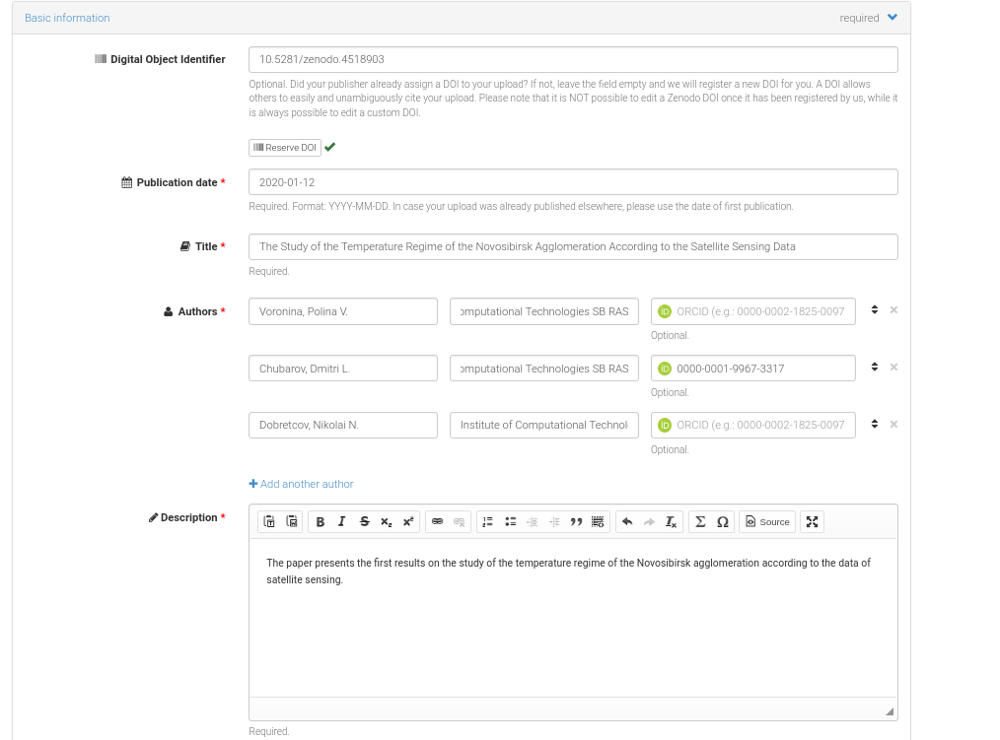 Basic information required
Digital Object Identifier 10.5281/zenodo.4518903
Optional. Did your publisher already assign a DOI to your upload? If not, leave the field empty and we will register a new DOI for you. A DOI allows
others to easily and unambiguously cite your upload. Please note that it is NOT possible to edit a Zenodo DOI once it has been registered by us, while it
is always possible to edit a custom DOI.
Reserve DOI
Publication date * 2020-01-12
Required. Format: YYYY-MM-DD. In case your upload was already published elsewhere, please use the date of first publication.
Title * The Study of the Temperature Regime of the Novosibirsk Agglomeration According to the Satellite Sensing Data
Required.
Authors * Voronina, Polina V. omputational Technologies SB RAS iD ORCID (e.g.: 0000-0002-1825-0097
Optional.
Chubarov, Dmitri L. omputational Technologies SB RAS iD 0000-0001-9967-3317
Optional.
Dobretcov, Nikolai N. Institute of Computational Technol iD ORCID (e.g.: 0000-0002-1825-0097
Optional.
Add another author
Description *
B I S x₂ x² Σ Ω Source
The paper presents the first results on the study of the temperature regime of the Novosibirsk agglomeration according to the data of
satellite sensing.
Required.